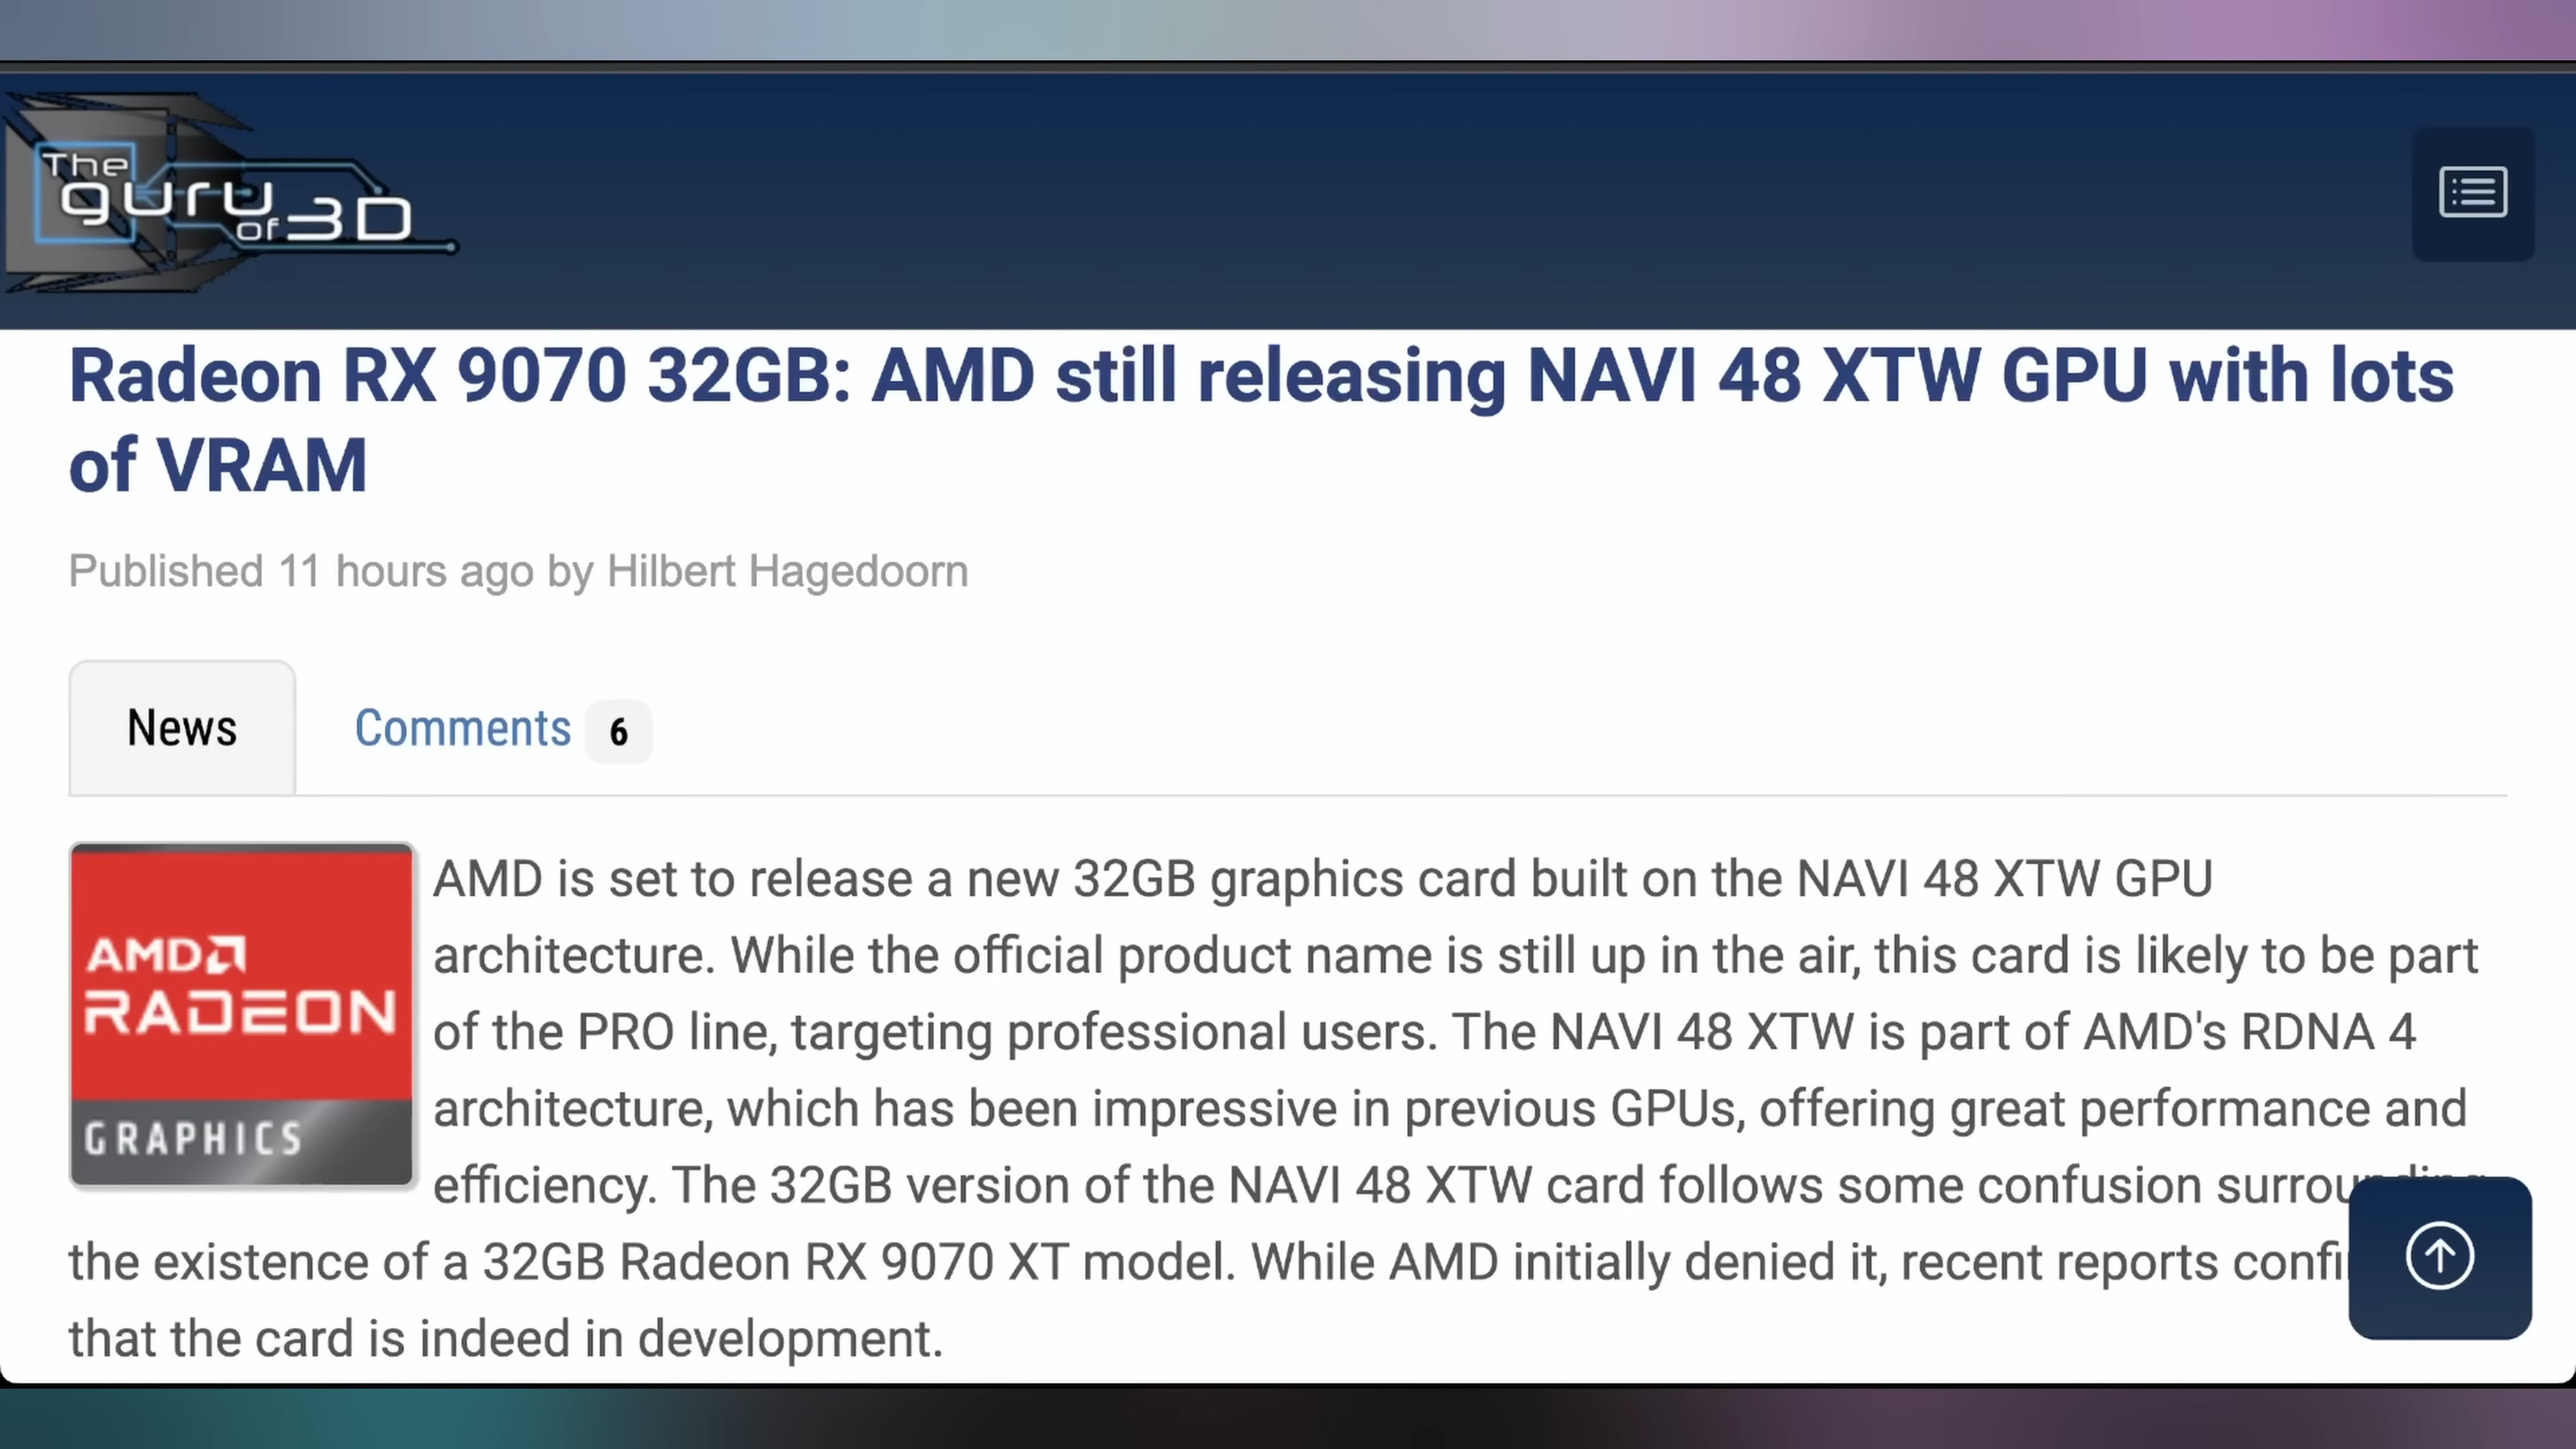 The
guru
of 3D
Radeon RX 9070 32GB: AMD still releasing NAVI 48 XTW GPU with lots
of VRAM
Published 11 hours ago by Hilbert Hagedoorn
News Comments 6
AMD
RADEON
GRAPHICS
AMD is set to release a new 32GB graphics card built on the NAVI 48 XTW GPU
architecture. While the official product name is still up in the air, this card is likely to be part
of the PRO line, targeting professional users. The NAVI 48 XTW is part of AMD's RDNA 4
architecture, which has been impressive in previous GPUs, offering great performance and
efficiency. The 32GB version of the NAVI 48 XTW card follows some confusion surrounding
the existence of a 32GB Radeon RX 9070 XT model. While AMD initially denied it, recent reports
that the card is indeed in development.